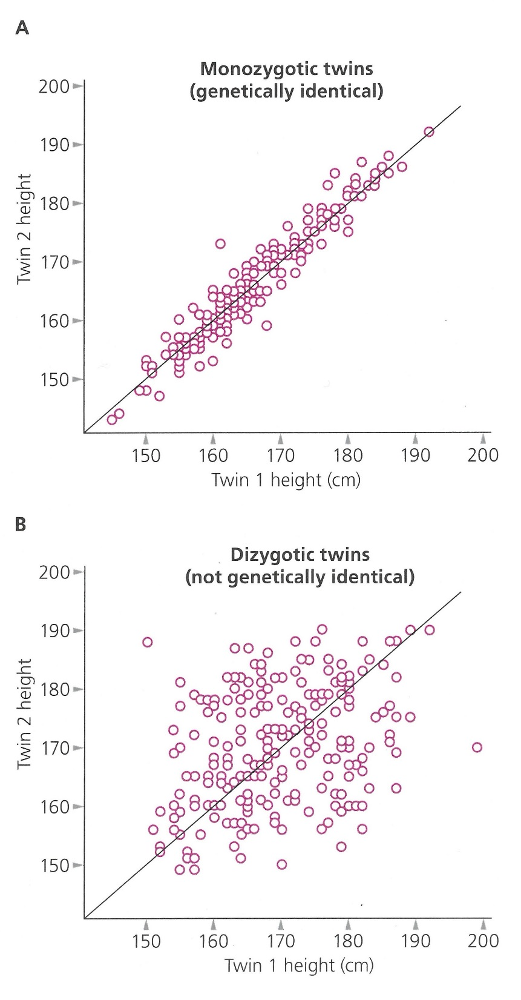 A
Monozygotic twins
(genetically identical)
200
190
180
170
160
150
Twin 2 height
150 160 170 180 190 200
Twin 1 height (cm)
B
Dizygotic twins
(not genetically identical)
200
190
180
170
160
150
Twin 2 height
150 160 170 180 190 200
Twin 1 height (cm)